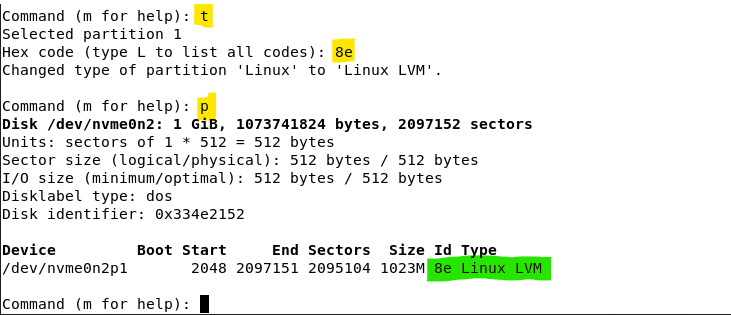 Command (m for help): t
Selected partition 1
Hex code (type L to list all codes): 8e
Changed type of partition 'Linux' to 'Linux LVM'.
Command (m for help): p
Disk /dev/nvme0n2: 1 GiB, 1073741824 bytes, 2097152 sectors
Units: sectors of 1 * 512 = 512 bytes
Sector size (logical/physical): 512 bytes / 512 bytes
I/O size (minimum/optimal): 512 bytes / 512 bytes
Disklabel type: dos
Disk identifier: 0x334e2152
Device         Boot Start     End Sectors  Size Id Type
/dev/nvme0n2p1       2048 2097151 2095104 1023M 8e Linux LVM
Command (m for help):